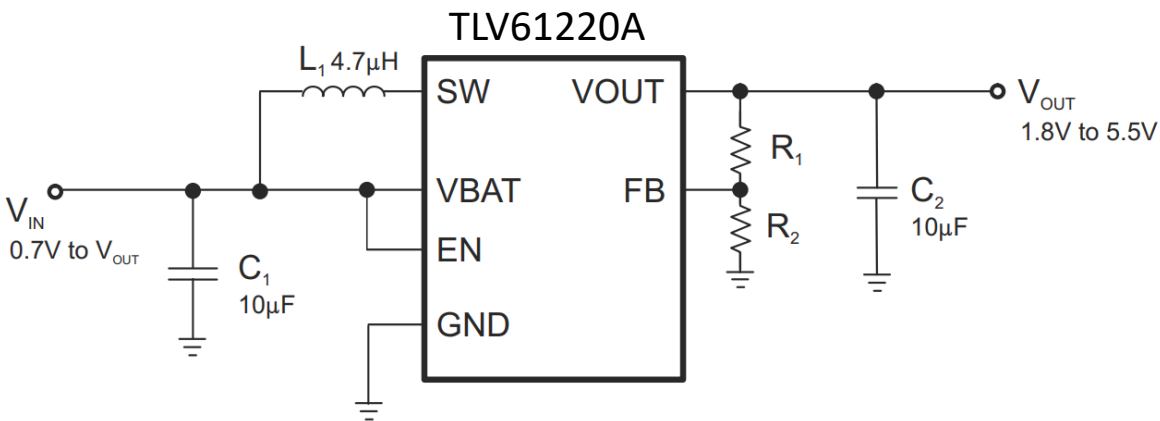 TLV61220A
L₁ 4.7µH
SW
VOUT
VOUT
1.8V to 5.5V
R₁
VIN
0.7V to VOUT
VBAT
FB
C₂
10µF
R₂
EN
C₁
10µF
GND